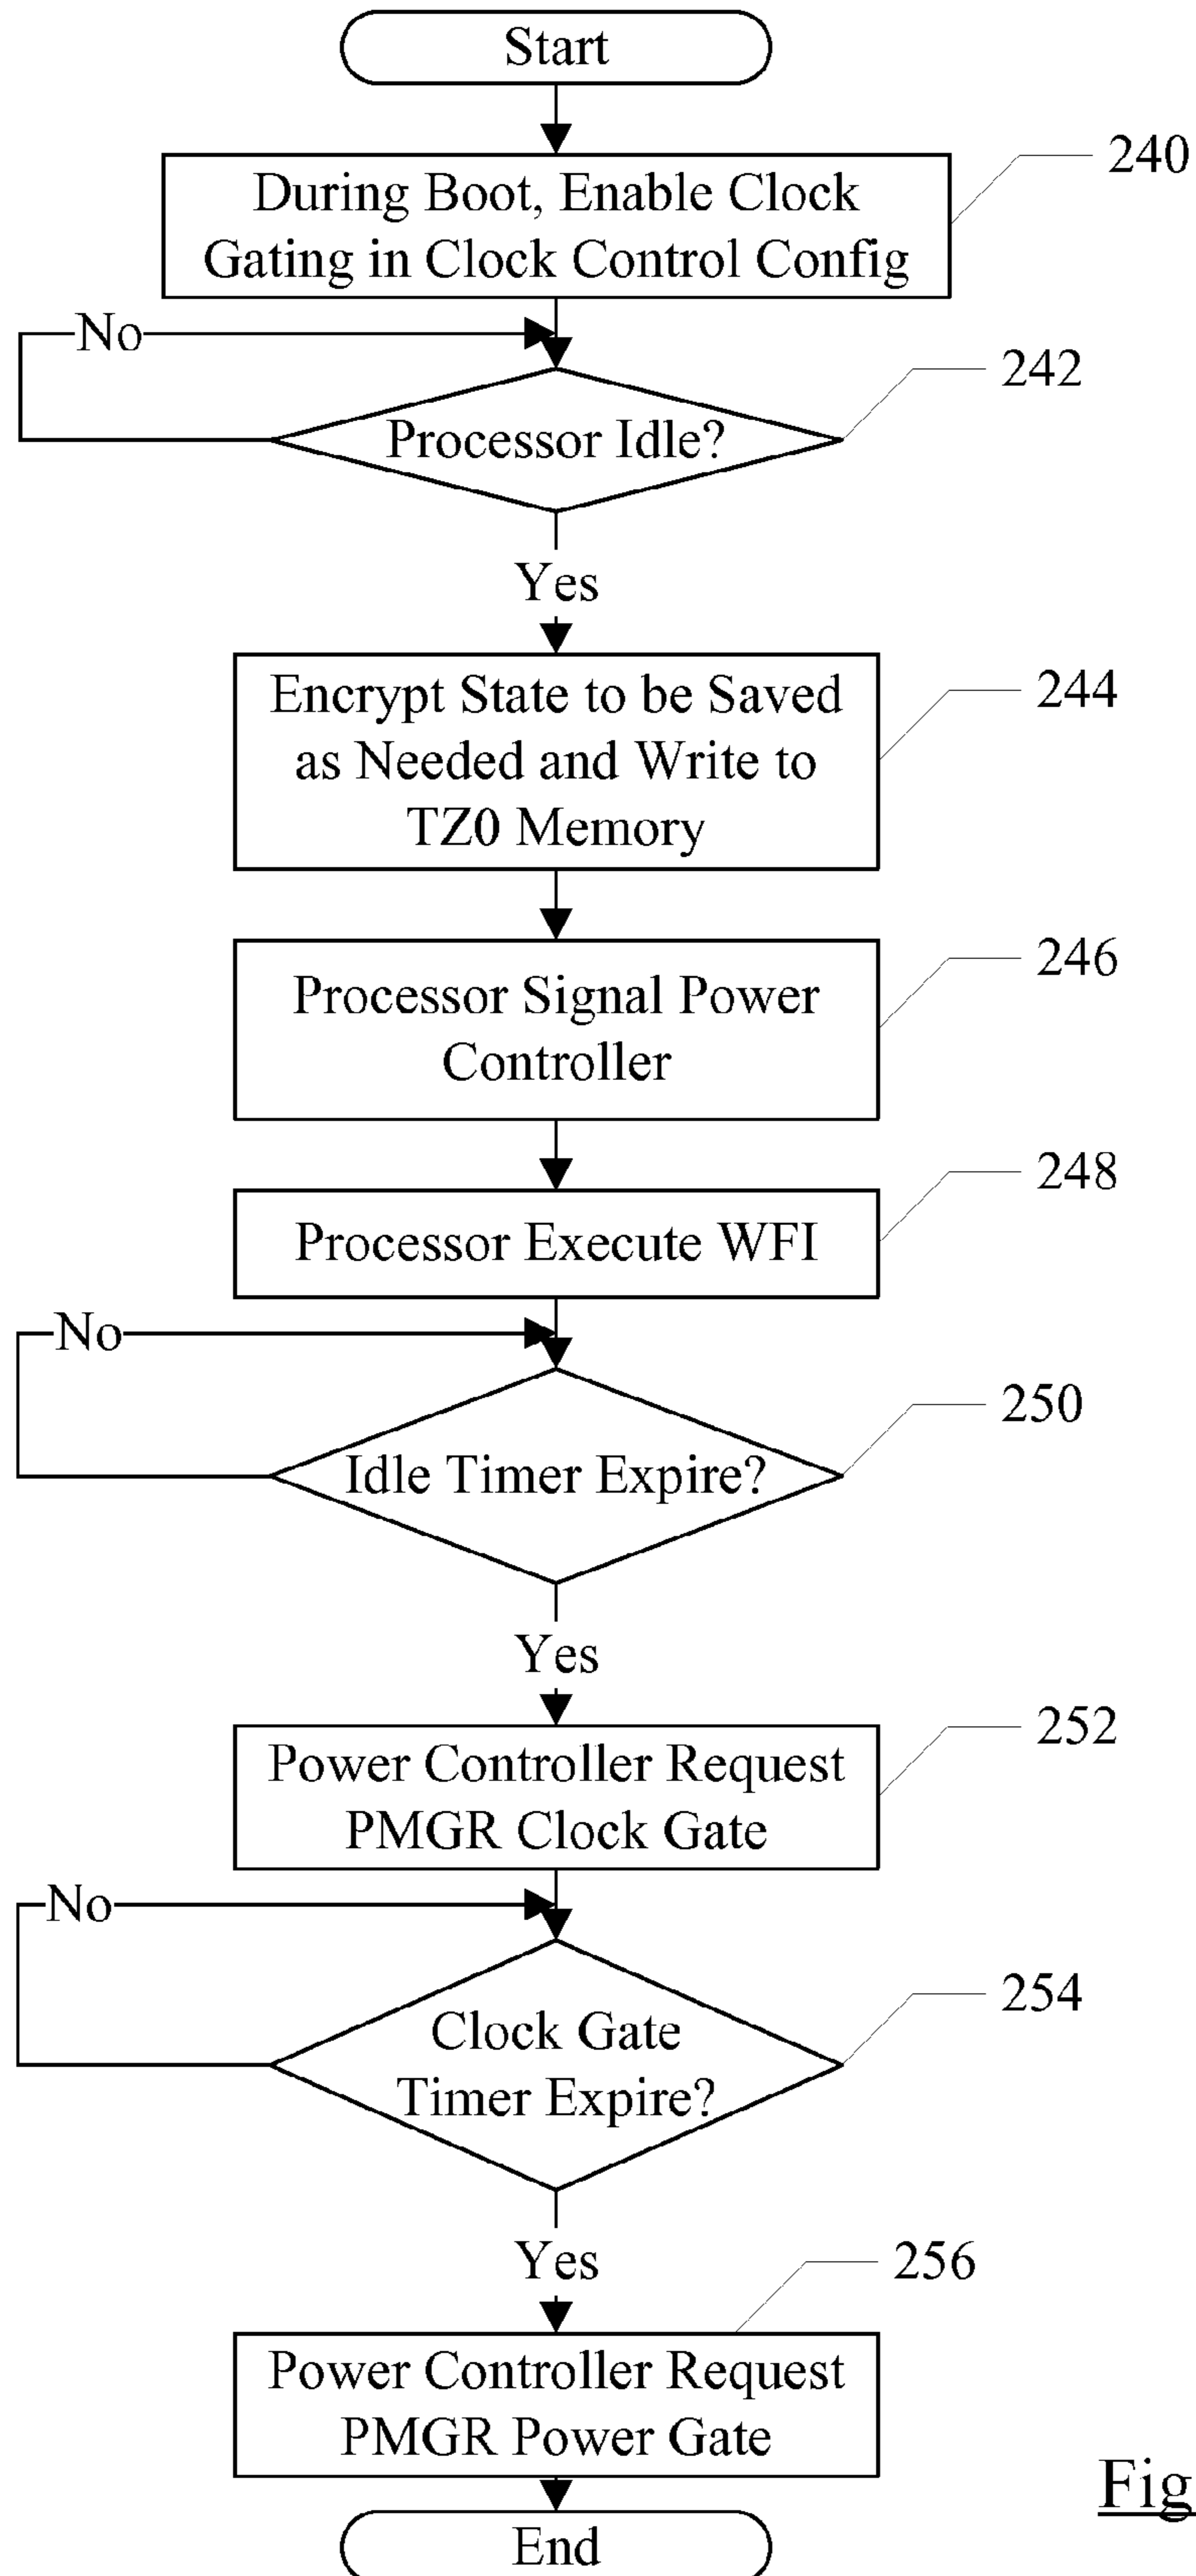 Start
240
During Boot, Enable Clock
Gating in Clock Control Config
No
242
Processor Idle?
Yes
244
Encrypt State to be Saved
as Needed and Write to
TZ0 Memory
246
Processor Signal Power
Controller
248
Processor Execute WFI
No
250
Idle Timer Expire?
Yes
252
Power Controller Request
PMGR Clock Gate
No
254
Clock Gate
Timer Expire?
Yes
256
Power Controller Request
PMGR Power Gate
Fig
End